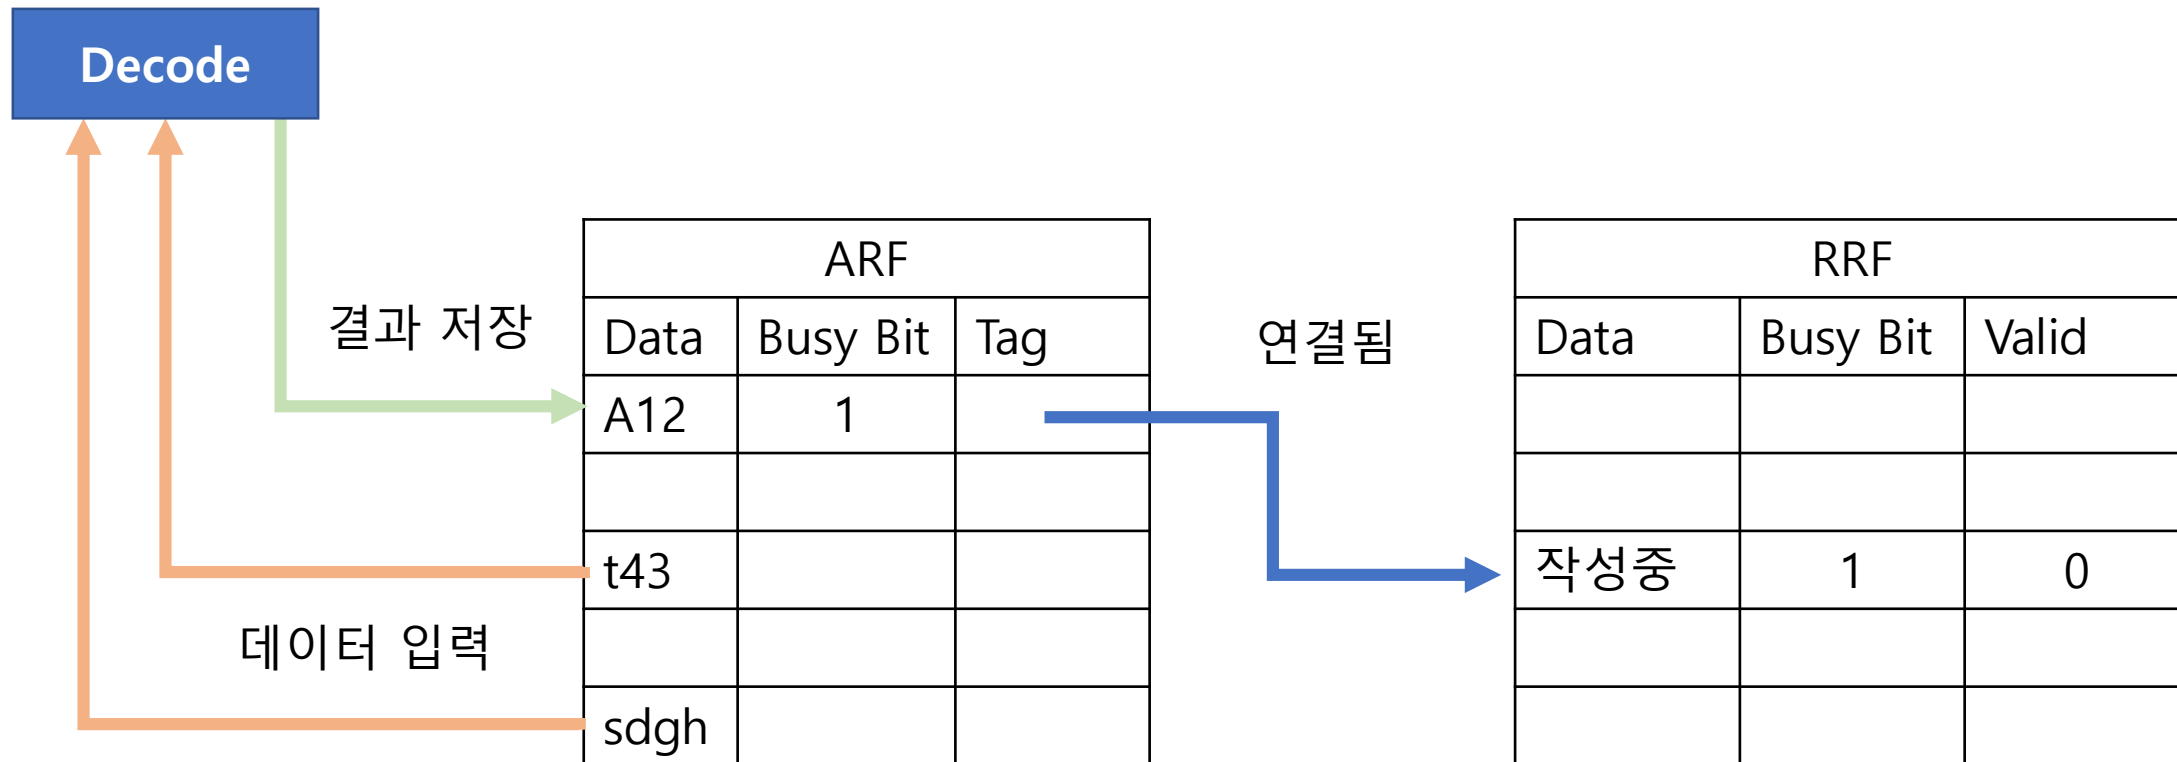 Decode
ARF
RRF
결과 저장
Data Busy Bit Tag
연결됨
Data Busy Bit Valid
A12 1
t43
작성중 1 0
데이터 입력
sdgh